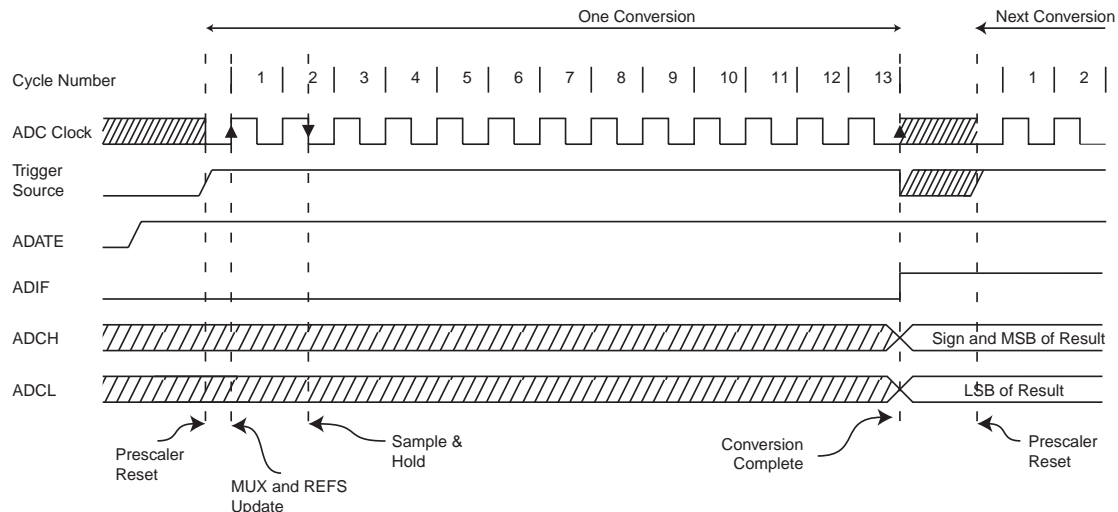 One Conversion
Next Conversion
Cycle Number
1 2 3 4 5 6 7 8 9 10 11 12 13 1 2
ADC Clock
Trigger
Source
ADATE
ADIF
ADCH
Sign and MSB of Result
ADCL
LSB of Result
Prescaler
Reset
MUX and REFS
Update
Sample &
Hold
Conversion
Complete
Prescaler
Reset